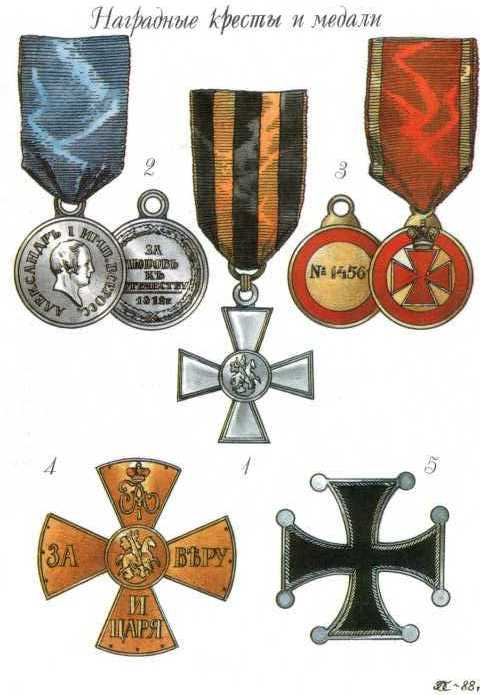 Наградные кресты и медали
2
3
АЛЕКСАНДРЪ I ИМП. ВСЕРОСС.
ЗА
ЛЮБОВЬ
КЪ
ОТЕЧЕСТВУ
1812г
№ 1456
4
1
5
ЗА ВѢРУ
И
ЦАРЯ
-88г